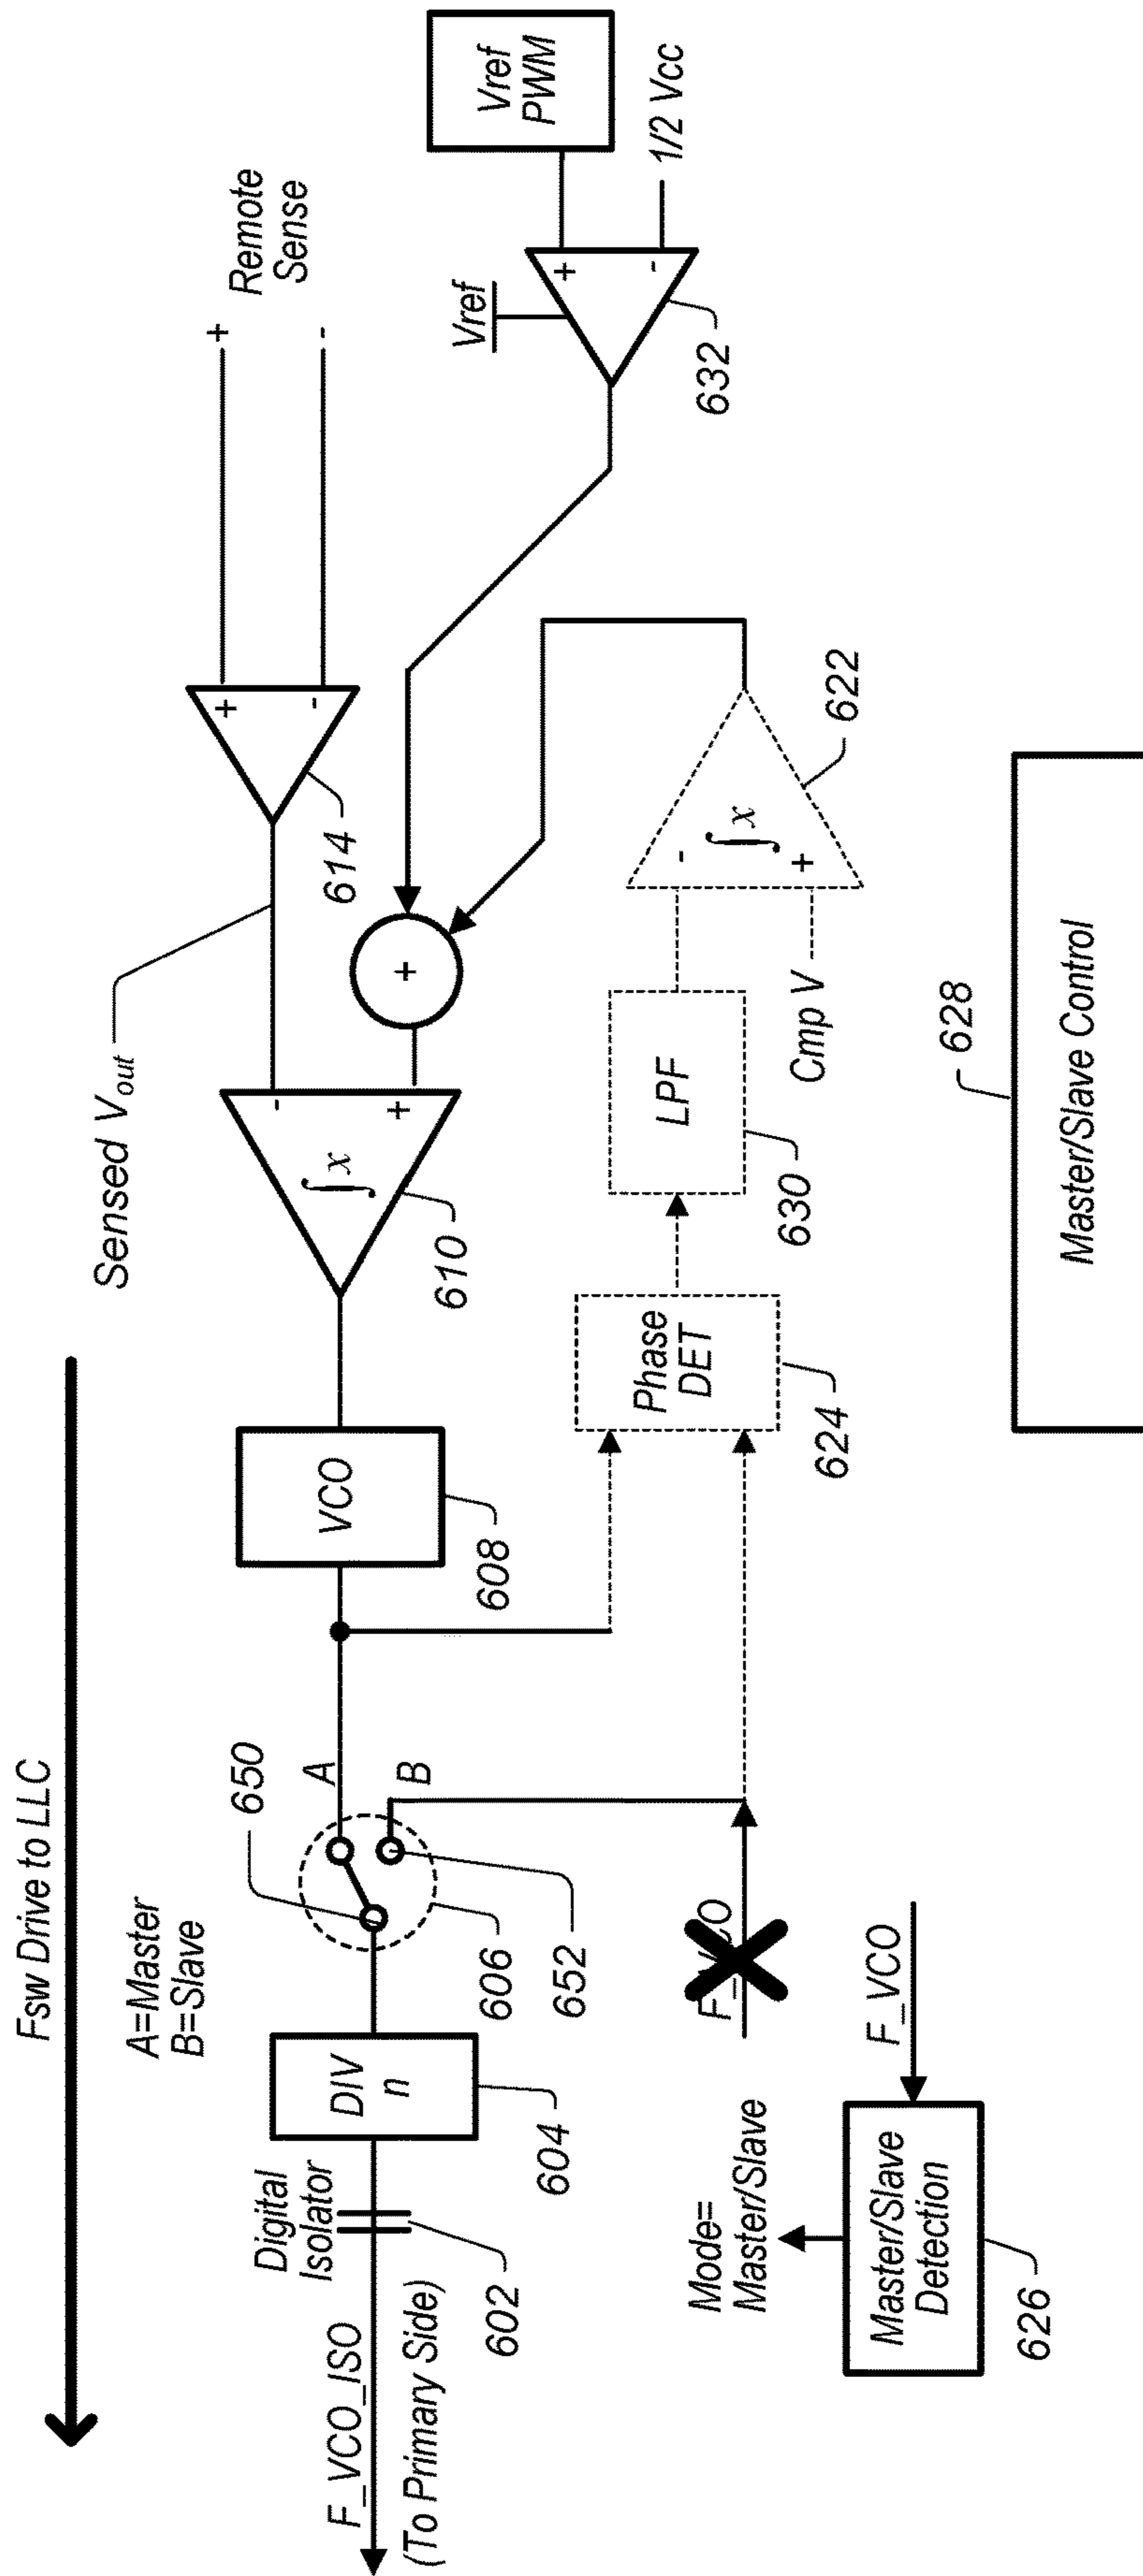 Fsw Drive to LLC
A=Master
B=Slave
Sensed Vout
Remote
Sense
+
-
+
-
614
Vref
PWM
Vref
+
-
1/2 Vcc
632
F_VCO_ISO
(To Primary Side)
Digital
Isolator
602
DIV
n
604
650
A
B
606
652
VCO
608
-
∫x
+
610
+
Phase
DET
624
LPF
630
-
∫x
+
Cmp V
622
F_VCO
Mode=
Master/Slave
Master/Slave
Detection
626
F_VCO
628
Master/Slave Control